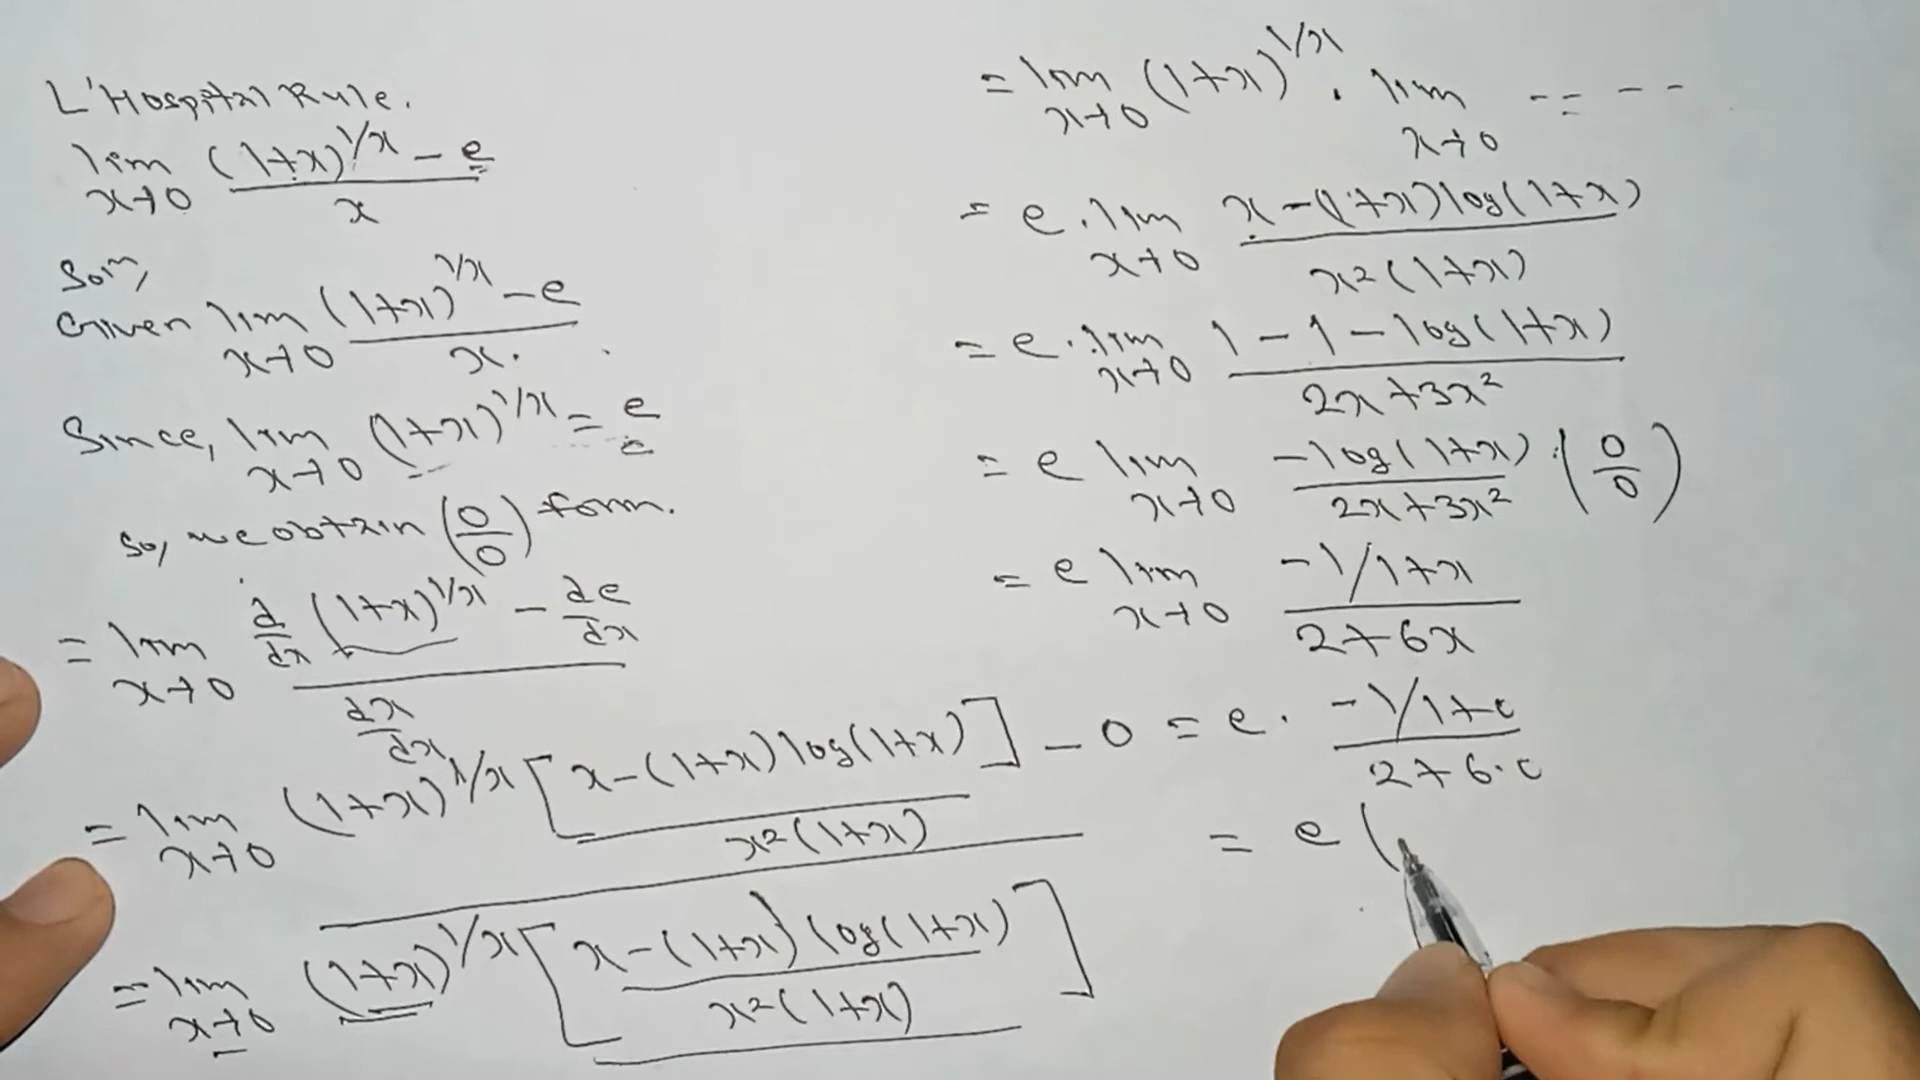 L'Hospital Rule.
lim x→0 (1+x)^1/x - e / x
Soln,
Given lim x→0 (1+x)^1/x - e / x.
Since, lim x→0 (1+x)^1/x = e
so, we obtain (0/0) form.
= lim x→0 d/dx (1+x)^1/x - de/dx / dx/dx
= lim x→0 (1+x)^1/x [x-(1+x)log(1+x) / x²(1+x)] - 0
= lim x→0 (1+x)^1/x [x-(1+x)log(1+x) / x²(1+x)]
= lim x→0 (1+x)^1/x . lim x→0 -- = --
= e. lim x→0 x-(1+x)log(1+x) / x²(1+x)
= e. lim x→0 1-1-log(1+x) / 2x+3x²
= e lim x→0 -log(1+x) / 2x+3x² (0/0)
= e lim x→0 -1/1+x / 2+6x
= e. -1/1+0 / 2+6.0
= e (